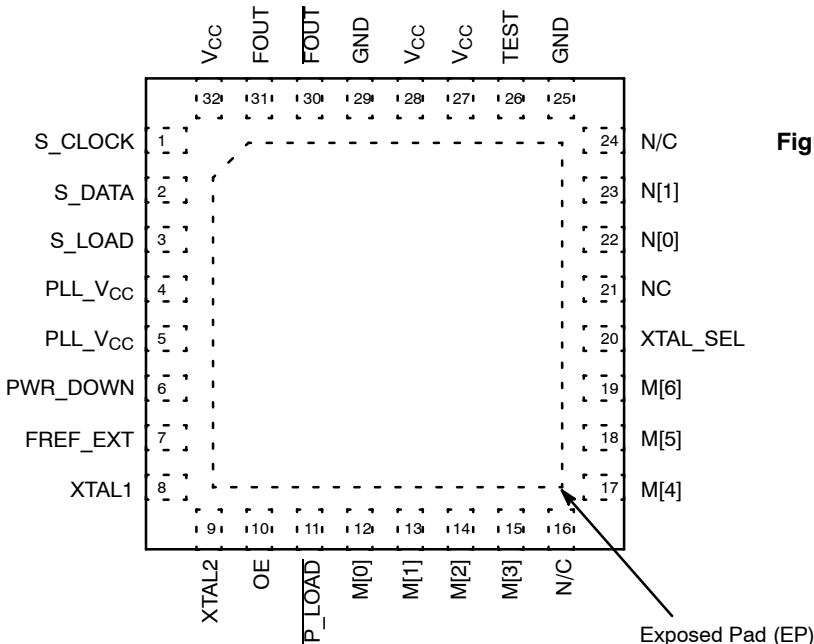 VCC FOUT FOUT GND VCC VCC TEST GND
32 31 30 29 28 27 26 25
S_CLOCK 1 24 N/C
Fig
S_DATA 2 23 N[1]
S_LOAD 3 22 N[0]
PLL_VCC 4 21 NC
PLL_VCC 5 20 XTAL_SEL
PWR_DOWN 6 19 M[6]
FREF_EXT 7 18 M[5]
XTAL1 8 17 M[4]
9 10 11 12 13 14 15 16
XTAL2 OE P_LOAD M[0] M[1] M[2] M[3] N/C
Exposed Pad (EP)